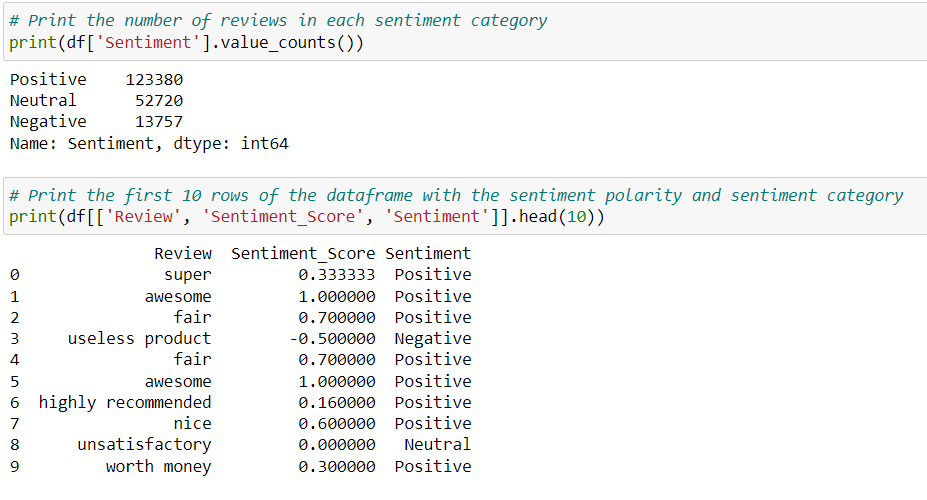 # Print the number of reviews in each sentiment category
print(df['Sentiment'].value_counts())
Positive    123380
Neutral      52720
Negative     13757
Name: Sentiment, dtype: int64
# Print the first 10 rows of the dataframe with the sentiment polarity and sentiment category
print(df[['Review', 'Sentiment_Score', 'Sentiment']].head(10))
               Review  Sentiment_Score Sentiment
0               super         0.333333  Positive
1             awesome         1.000000  Positive
2                fair         0.700000  Positive
3     useless product        -0.500000  Negative
4                fair         0.700000  Positive
5             awesome         1.000000  Positive
6  highly recommended         0.160000  Positive
7                nice         0.600000  Positive
8      unsatisfactory         0.000000   Neutral
9         worth money         0.300000  Positive